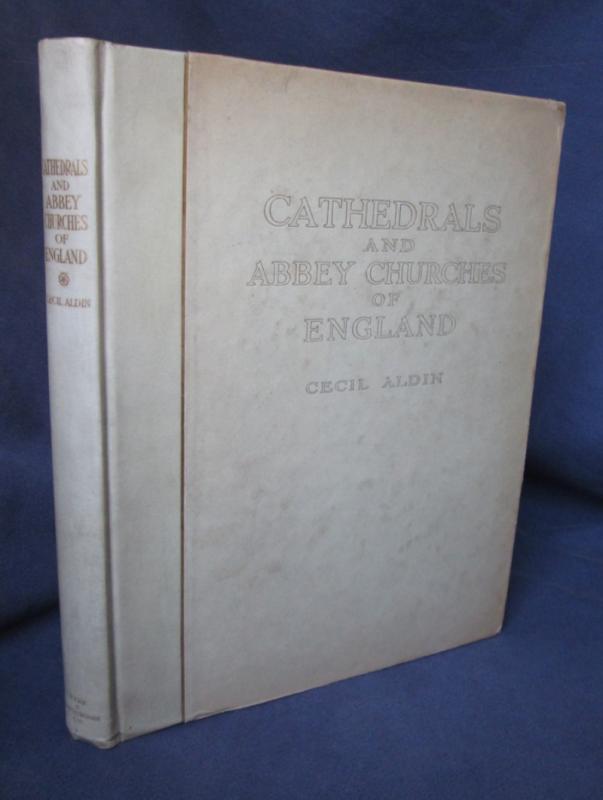 CATHEDRALS
AND
ABBEY
CHURCHES
OF
ENGLAND
CECIL ALDIN
CATHEDRALS
AND
ABBEY CHURCHES
OF
ENGLAND
CECIL ALDIN